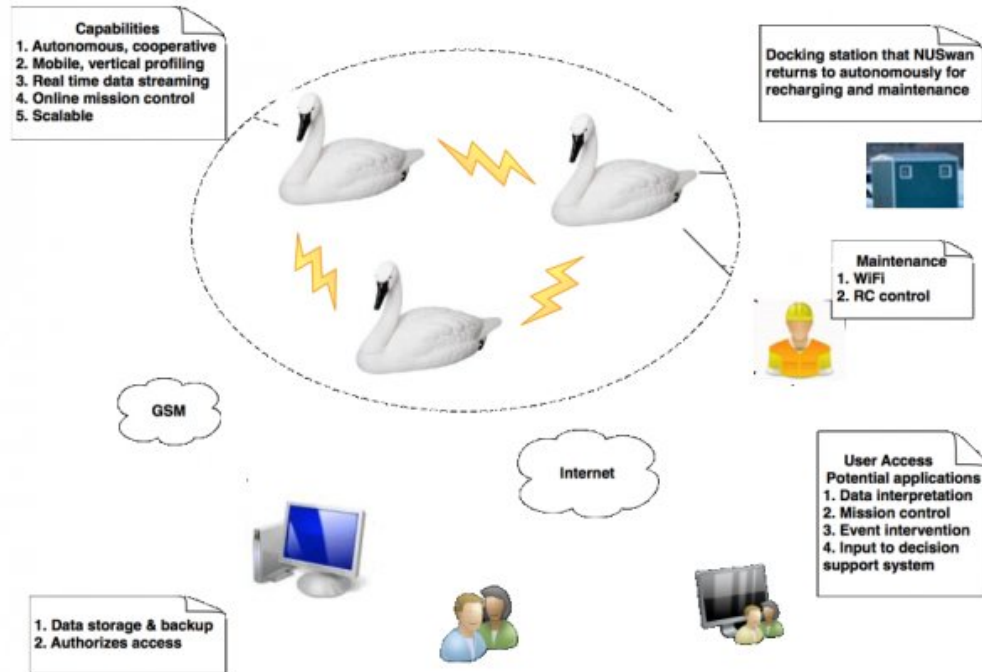 Capabilities
1. Autonomous, cooperative
2. Mobile, vertical profiling
3. Real time data streaming
4. Online mission control
5. Scalable
Docking station that NUSwan
returns to autonomously for
recharging and maintenance
Maintenance
1. WiFi
2. RC control
GSM
Internet
User Access
Potential applications
1. Data interpretation
2. Mission control
3. Event intervention
4. Input to decision
support system
1. Data storage & backup
2. Authorizes access